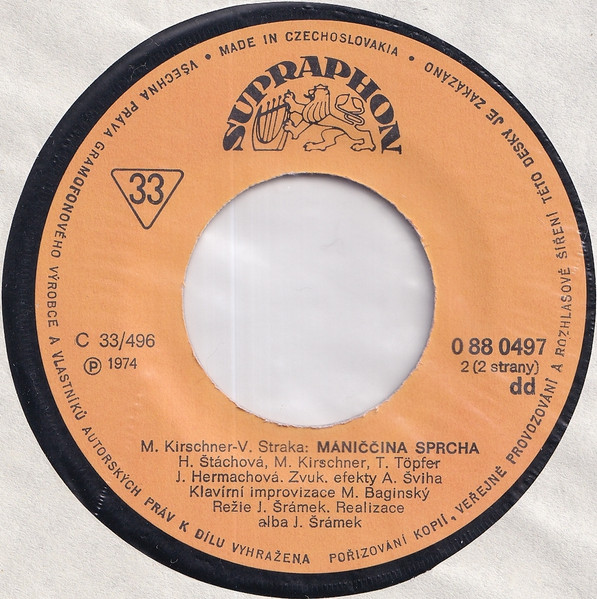 VŠECHNA PRÁVA GRAMOFONOVÉHO VÝROBCE A VLASTNÍKŮ AUTORSKÝCH PRÁV K DÍLU VYHRAŽENA POŘIZOVÁNÍ KOPIÍ, VEŘEJNÉ PROVOZOVÁNÍ A ROZHLASOVÉ ŠÍŘENÍ TÉTO DESKY JE ZAKÁZÁNO • MADE IN CZECHOSLOVAKIA •
SUPRAPHON
33
C 33/496
Ⓟ 1974
0 88 0497
2 (2 strany)
dd
M. Kirschner-V. Straka: MÁNIČČINA SPRCHA
H. Štáchová, M. Kirschner, T. Töpfer
J. Hermachová. Zvuk. efekty A. Šviha
Klavírní improvizace M. Baginský
Režie J. Šrámek. Realizace
alba J. Šrámek